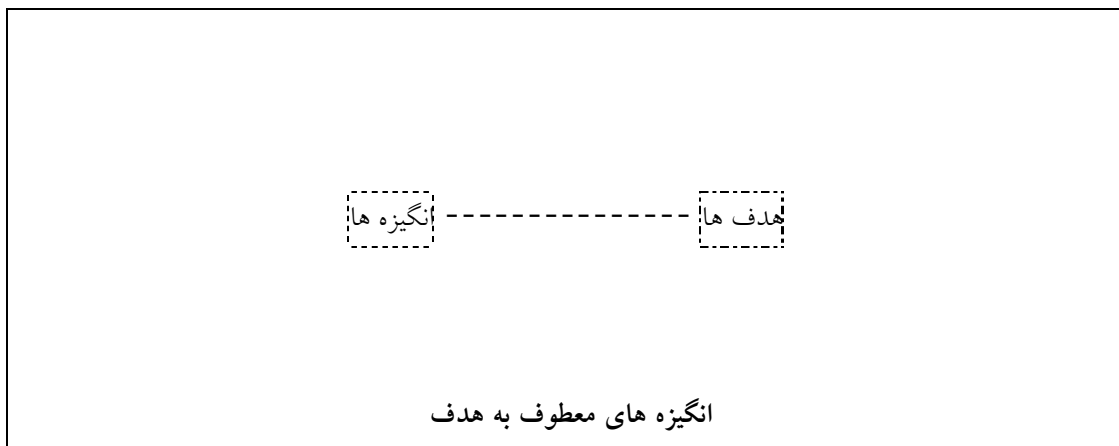 هدف ها --------------- انگیزه ها
انگیزه های معطوف به هدف